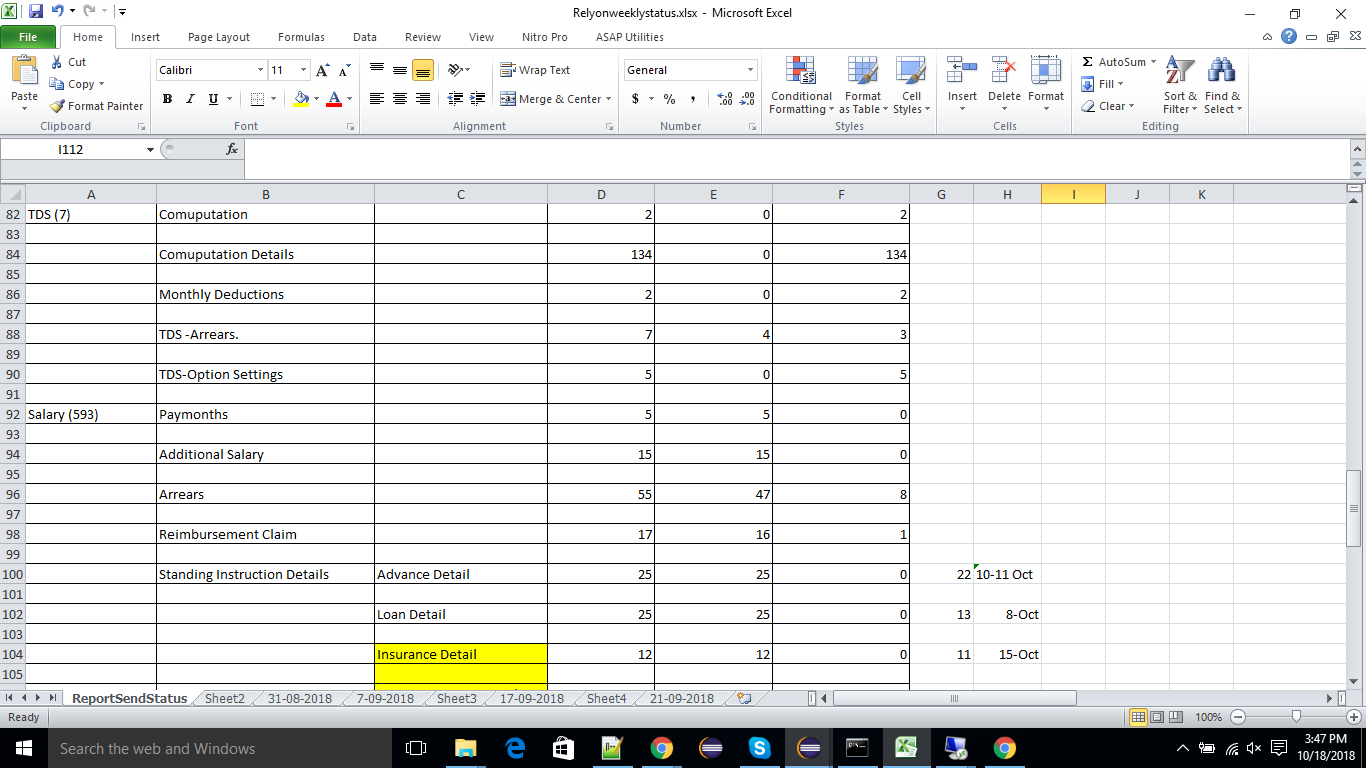 Relyonweeklystatus.xlsx - Microsoft Excel
File Home Insert Page Layout Formulas Data Review View Nitro Pro ASAP Utilities
Paste Cut Copy Format Painter Clipboard
Calibri 11 A A B I U A Font
Wrap Text Merge & Center Alignment
General $ % , .00 .0 Number
Conditional Formatting Format as Table Cell Styles Styles
Insert Delete Format Cells
Σ AutoSum Fill Clear Sort & Filter Find & Select Editing
I112 fx
A B C D E F G H I J K
82 TDS (7) Comuputation 2 0 2
83
84 Comuputation Details 134 0 134
85
86 Monthly Deductions 2 0 2
87
88 TDS -Arrears. 7 4 3
89
90 TDS-Option Settings 5 0 5
91
92 Salary (593) Paymonths 5 5 0
93
94 Additional Salary 15 15 0
95
96 Arrears 55 47 8
97
98 Reimbursement Claim 17 16 1
99
100 Standing Instruction Details Advance Detail 25 25 0 22 10-11 Oct
101
102 Loan Detail 25 25 0 13 8-Oct
103
104 Insurance Detail 12 12 0 11 15-Oct
105
ReportSendStatus Sheet2 31-08-2018 7-09-2018 Sheet3 17-09-2018 Sheet4 21-09-2018
Ready 100%
Search the web and Windows
3:47 PM
10/18/2018